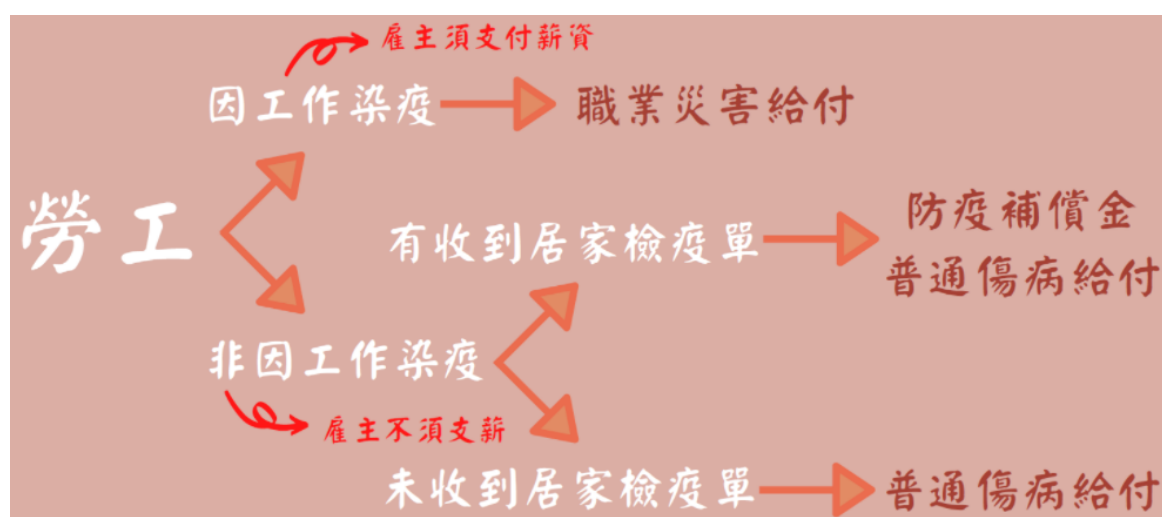 雇主須支付薪資
因工作染疫
職業災害給付
勞工
有收到居家檢疫單
防疫補償金
普通傷病給付
非因工作染疫
雇主不須支薪
未收到居家檢疫單
普通傷病給付